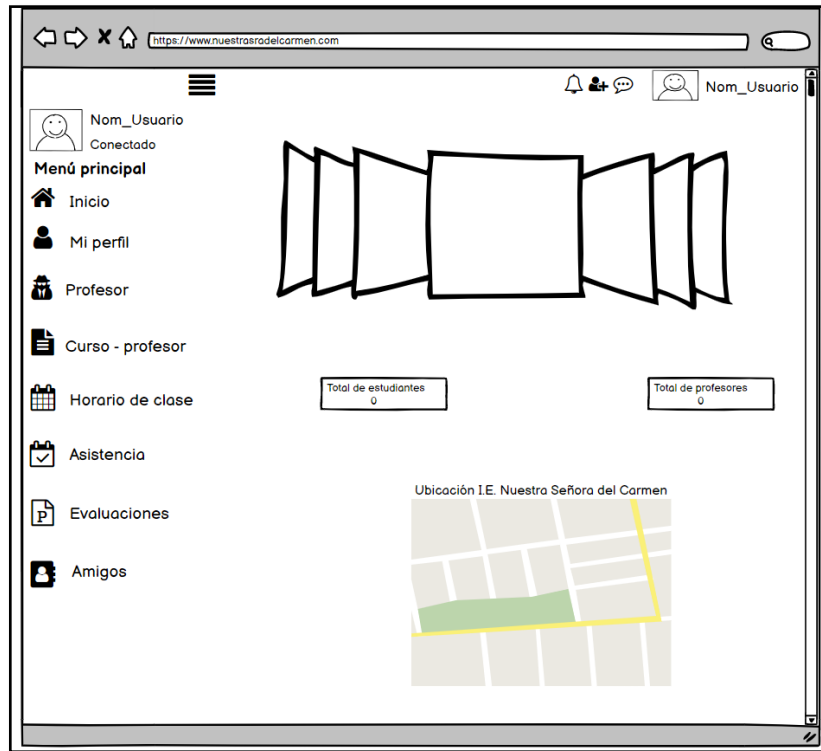 https://www.nuestrasradelcarmen.com
Nom_Usuario
Nom_Usuario
Conectado
Menú principal
Inicio
Mi perfil
Profesor
Curso - profesor
Horario de clase
Asistencia
P Evaluaciones
Amigos
Total de estudiantes
0
Total de profesores
0
Ubicación I.E. Nuestra Señora del Carmen